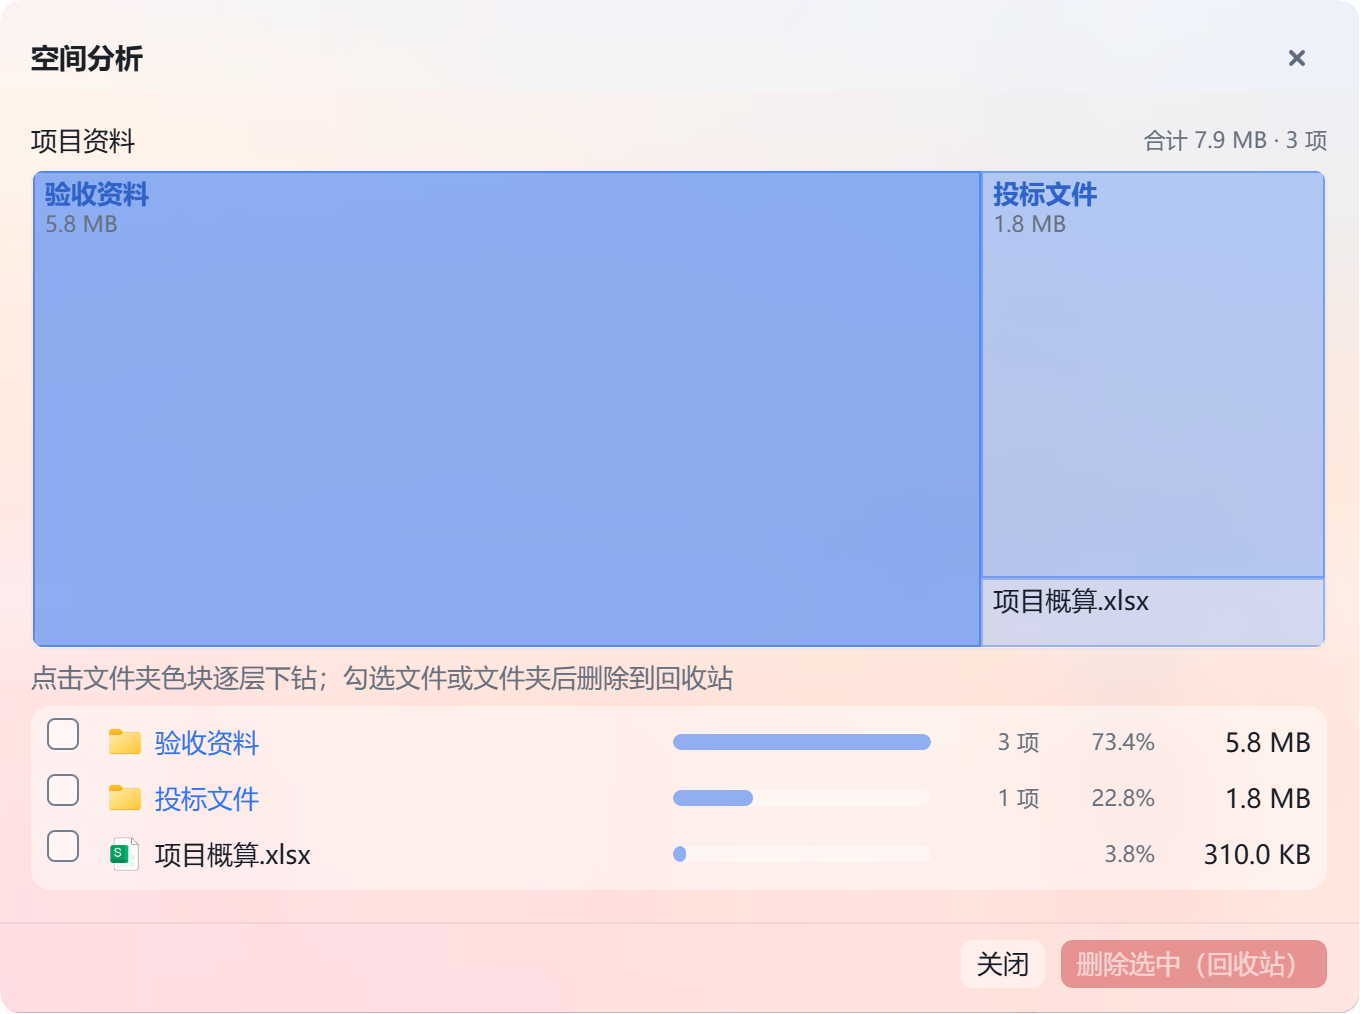 空间分析
项目资料
合计 7.9 MB · 3 项
验收资料
5.8 MB
投标文件
1.8 MB
项目概算.xlsx
点击文件夹色块逐层下钻；勾选文件或文件夹后删除到回收站
验收资料 3 项 73.4% 5.8 MB
投标文件 1 项 22.8% 1.8 MB
S 项目概算.xlsx 3.8% 310.0 KB
关闭
删除选中（回收站）